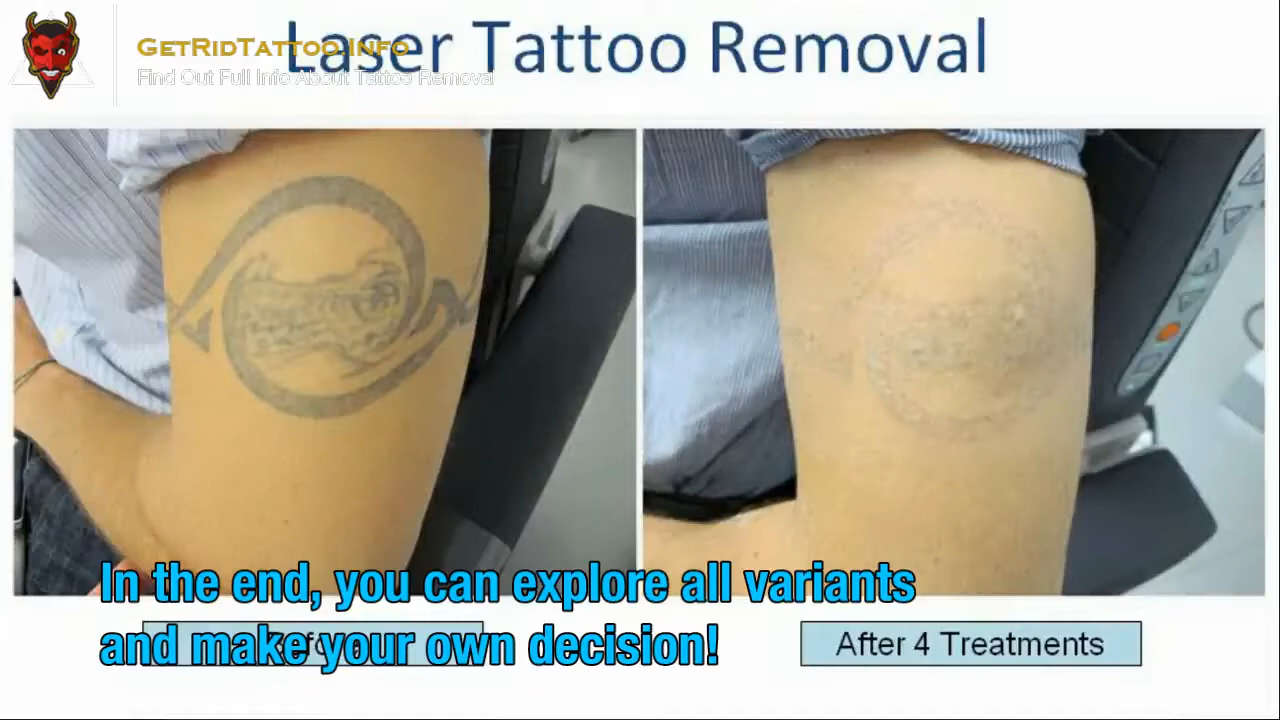 Laser Tattoo Removal
GetRidTattoo.Info
Find Out Full Info About Tattoo Removal
In the end, you can explore all variants
and make your own decision!
After 4 Treatments